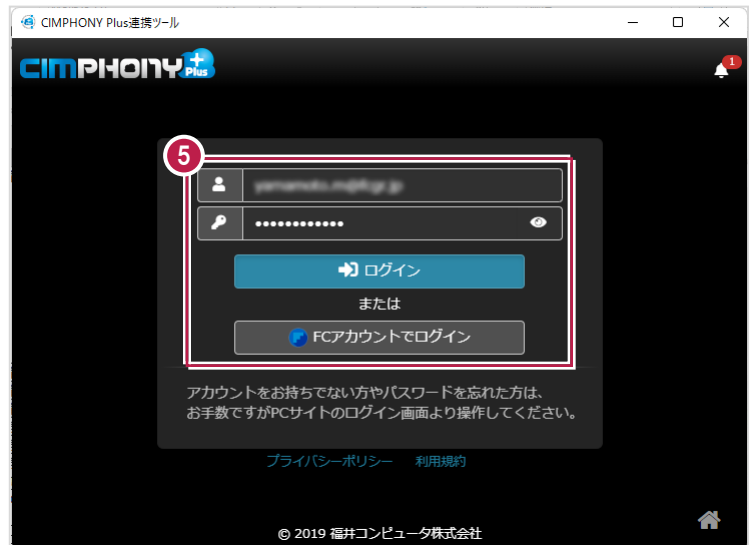 CIMPHONY Plus連携ツール
CIMPHONY Plus
1
5
••••••••••••
ログイン
または
FCアカウントでログイン
アカウントをお持ちでない方やパスワードを忘れた方は、
お手数ですがPCサイトのログイン画面より操作してください。
プライバシーポリシー 利用規約
© 2019 福井コンピュータ株式会社